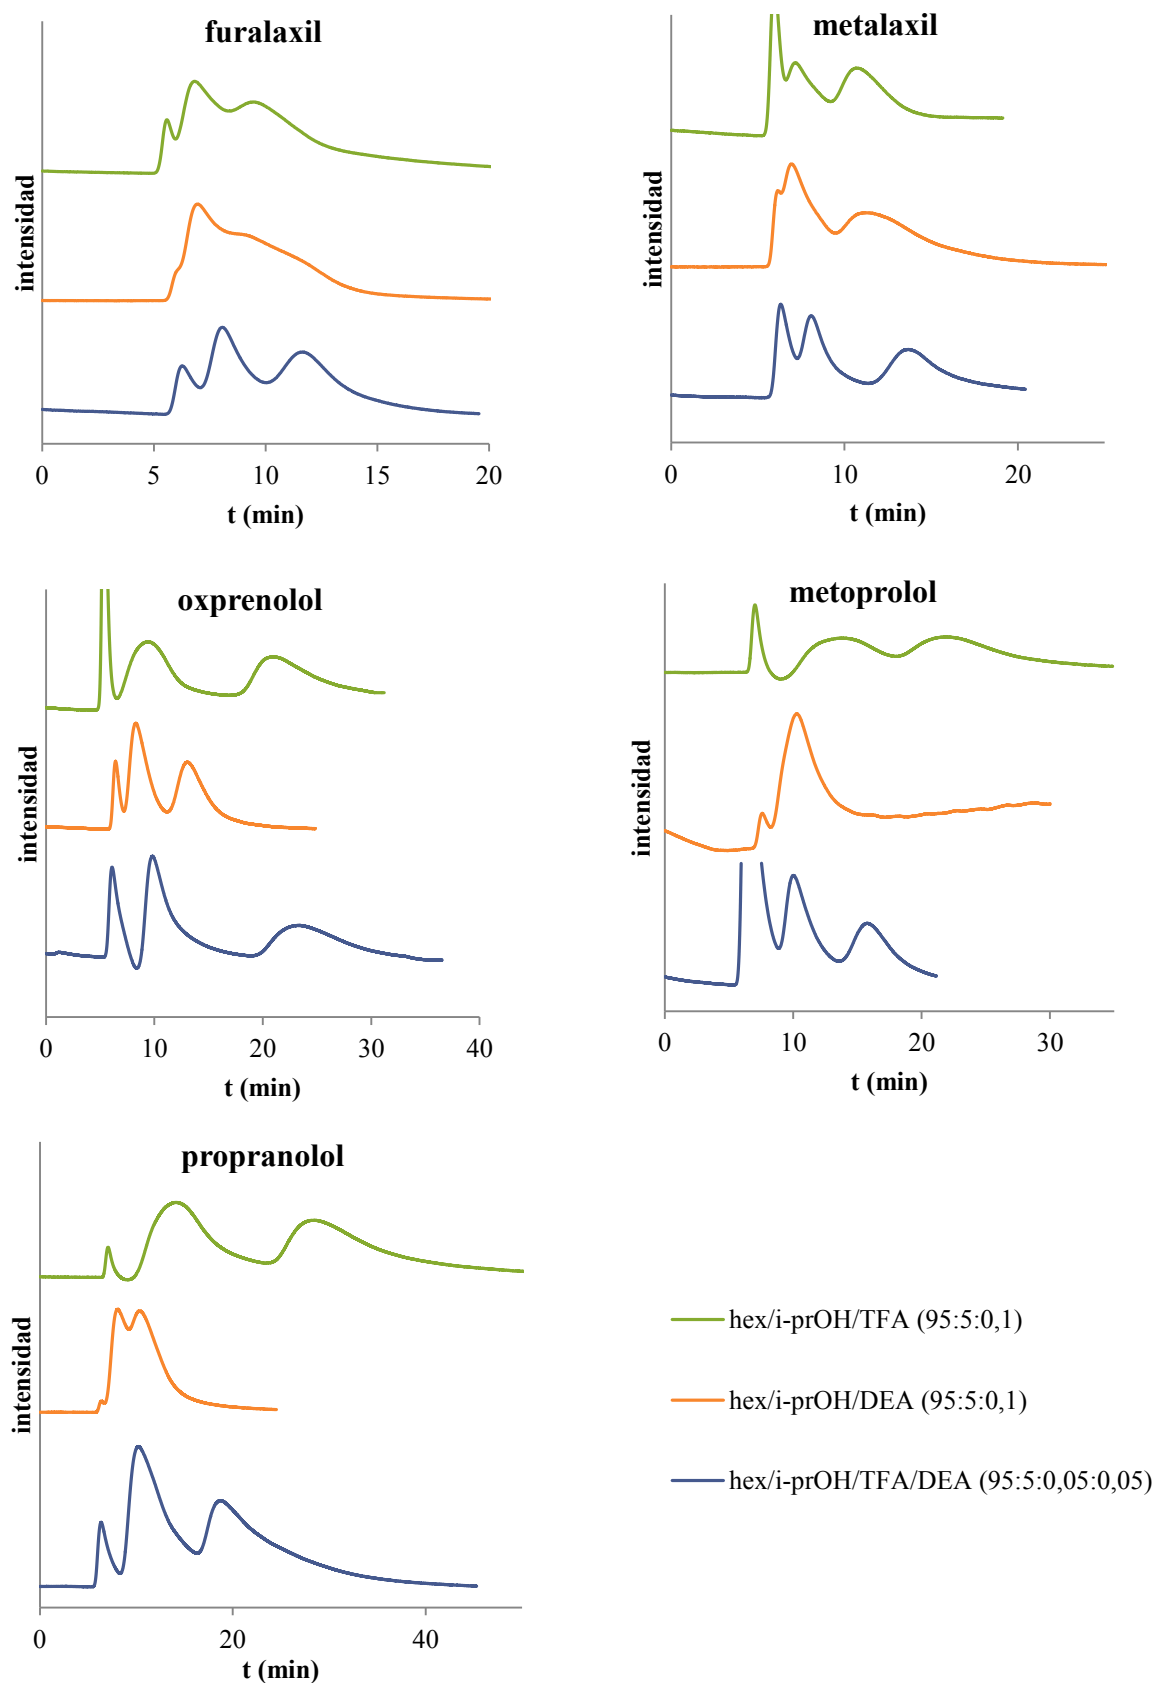 furalaxil
intensidad
0 5 10 15 20
t (min)
metalaxil
intensidad
0 10 20
t (min)
oxprenolol
intensidad
0 10 20 30 40
t (min)
metoprolol
intensidad
0 10 20 30
t (min)
propranolol
intensidad
0 20 40
t (min)
hex/i-prOH/TFA (95:5:0,1)
hex/i-prOH/DEA (95:5:0,1)
hex/i-prOH/TFA/DEA (95:5:0,05:0,05)